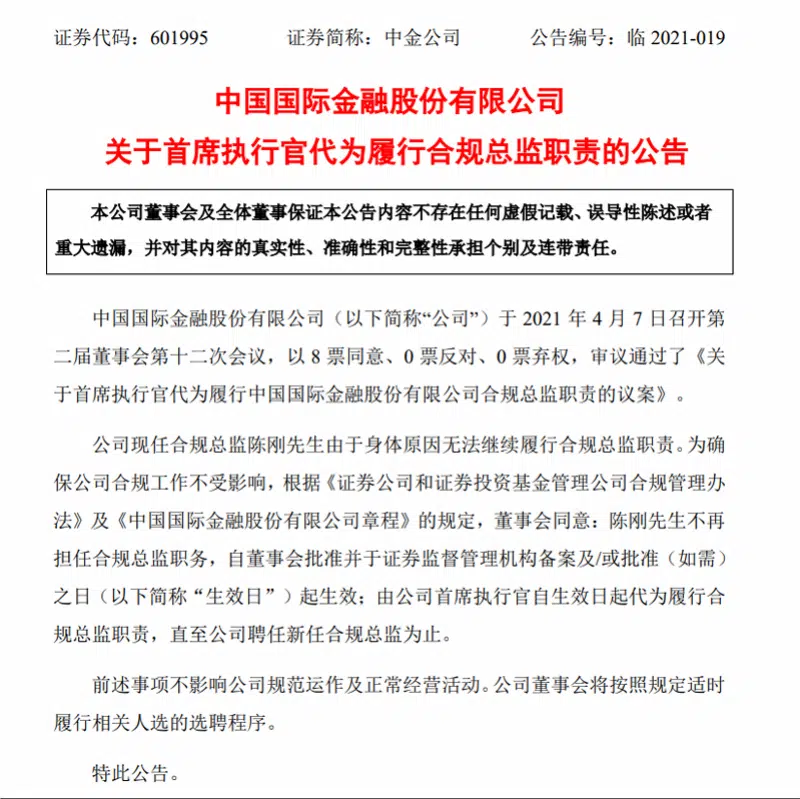 证券代码：601995 证券简称：中金公司 公告编号：临 2021-019
中国国际金融股份有限公司
关于首席执行官代为履行合规总监职责的公告
本公司董事会及全体董事保证本公告内容不存在任何虚假记载、误导性陈述或者
重大遗漏，并对其内容的真实性、准确性和完整性承担个别及连带责任。
中国国际金融股份有限公司（以下简称“公司”）于 2021 年 4 月 7 日召开第
二届董事会第十二次会议，以 8 票同意、0 票反对、0 票弃权，审议通过了《关
于首席执行官代为履行中国国际金融股份有限公司合规总监职责的议案》。
公司现任合规总监陈刚先生由于身体原因无法继续履行合规总监职责。为确
保公司合规工作不受影响，根据《证券公司和证券投资基金管理公司合规管理办
法》及《中国国际金融股份有限公司章程》的规定，董事会同意：陈刚先生不再
担任合规总监职务，自董事会批准并于证券监督管理机构备案及/或批准（如需）
之日（以下简称“生效日”）起生效；由公司首席执行官自生效日起代为履行合
规总监职责，直至公司聘任新任合规总监为止。
前述事项不影响公司规范运作及正常经营活动。公司董事会将按照规定适时
履行相关人选的选聘程序。
特此公告。